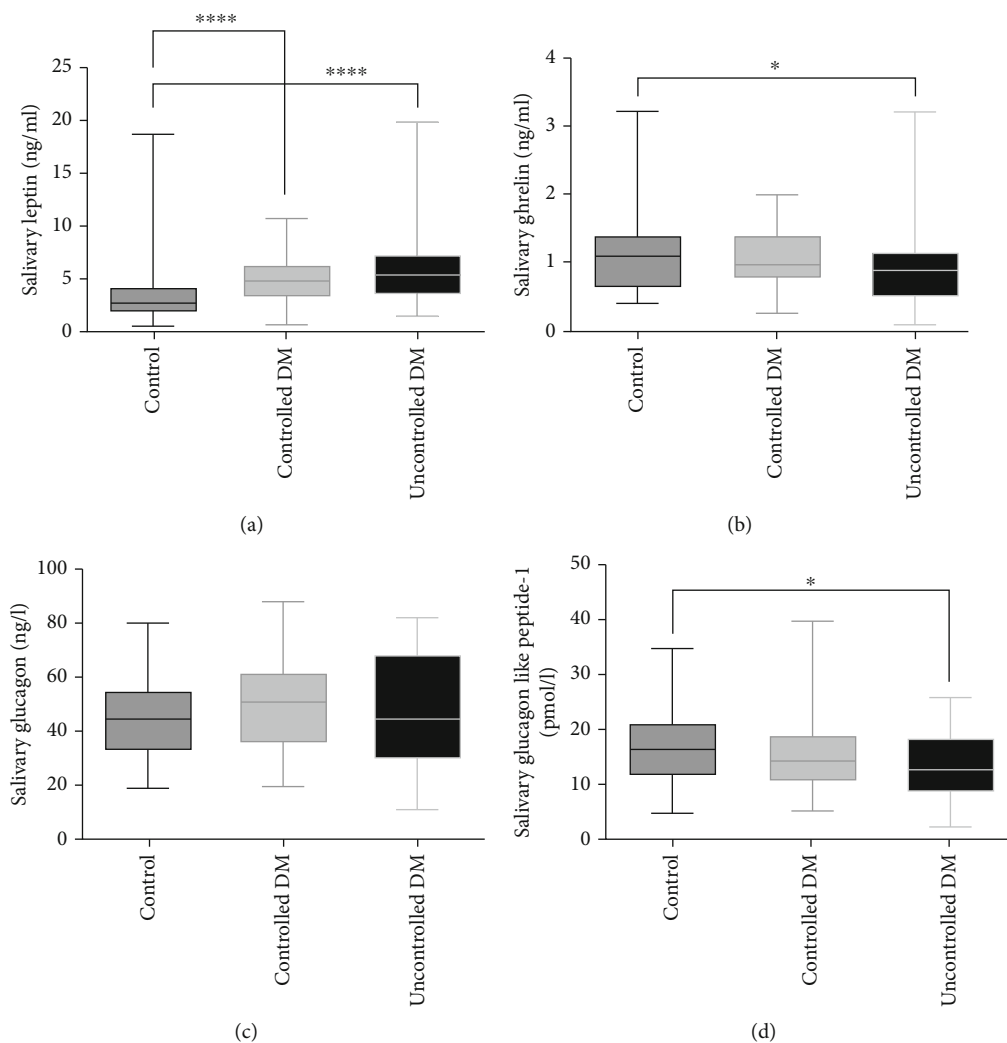 ****
****
Salivary leptin (ng/ml)
25
20
15
10
5
0
Control
Controlled DM
Uncontrolled DM
(a)
*
Salivary ghrelin (ng/ml)
4
3
2
1
0
Control
Controlled DM
Uncontrolled DM
(b)
Salivary glucagon (ng/l)
100
80
60
40
20
0
Control
Controlled DM
Uncontrolled DM
(c)
*
Salivary glucagon like peptide-1
(pmol/l)
50
40
30
20
10
0
Control
Controlled DM
Uncontrolled DM
(d)